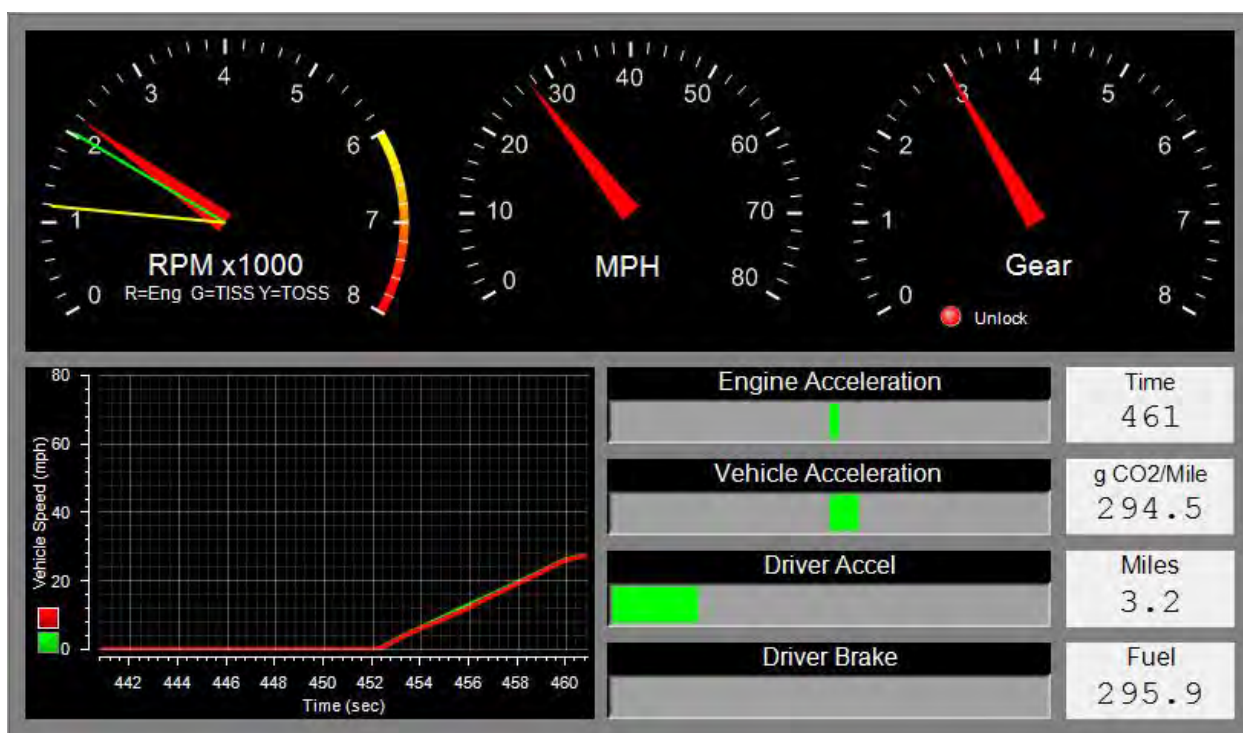 0 1 2 3 4 5 6 7 8
RPM x1000
R=Eng G=TISS Y=TOSS
0 10 20 30 40 50 60 70 80
MPH
0 1 2 3 4 5 6 7 8
Gear
Unlock
Vehicle Speed (mph)
80
60
40
20
0
442 444 446 448 450 452 454 456 458 460
Time (sec)
Engine Acceleration
Vehicle Acceleration
Driver Accel
Driver Brake
Time
461
g CO2/Mile
294.5
Miles
3.2
Fuel
295.9